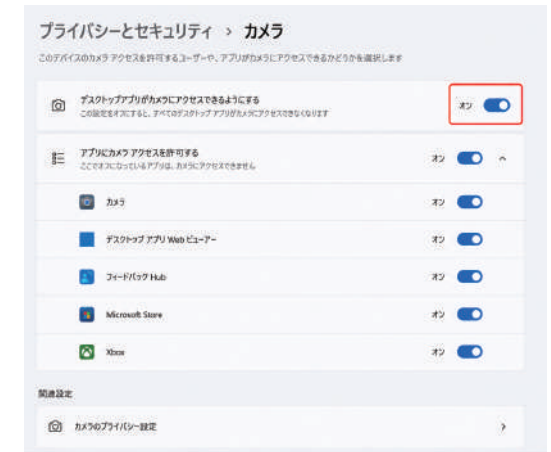 プライバシーとセキュリティ › カメラ
このデバイスのカメラ アクセスを許可するユーザーや、アプリがカメラにアクセスできるかどうかを選択します
デスクトップアプリがカメラにアクセスできるようにする
この設定をオフにすると、すべてのデスクトップ アプリがカメラにアクセスできなくなります
オン
アプリにカメラ アクセスを許可する
ここでオフになっているアプリは、カメラにアクセスできません
オン
カメラ オン
デスクトップ アプリ Web ビューアー オン
フィードバック Hub オン
Microsoft Store オン
Xbox オン
関連設定
カメラのプライバシー設定